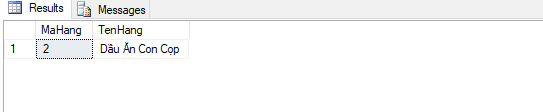 Results Messages
MaHang TenHang
1 2 Dầu Ăn Con Cọp